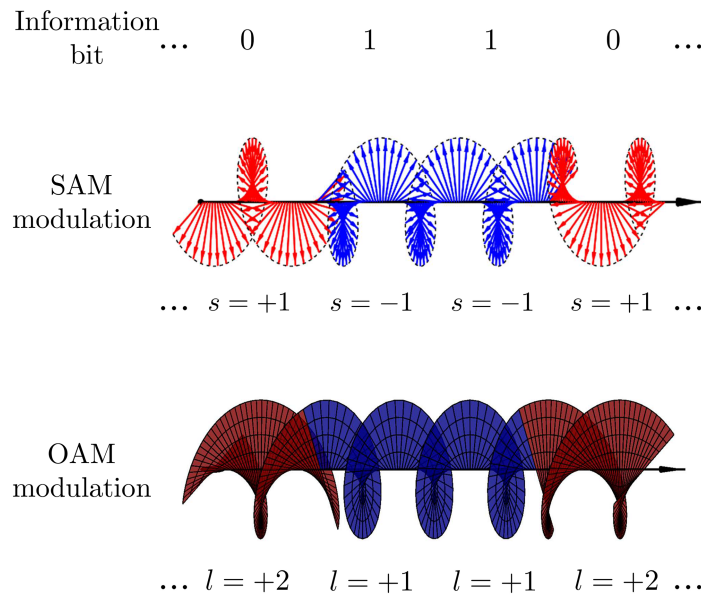 Information
bit
... 0 1 1 0 ...
SAM
modulation
... s = +1 s = −1 s = −1 s = +1 ...
OAM
modulation
... l = +2 l = +1 l = +1 l = +2 ...